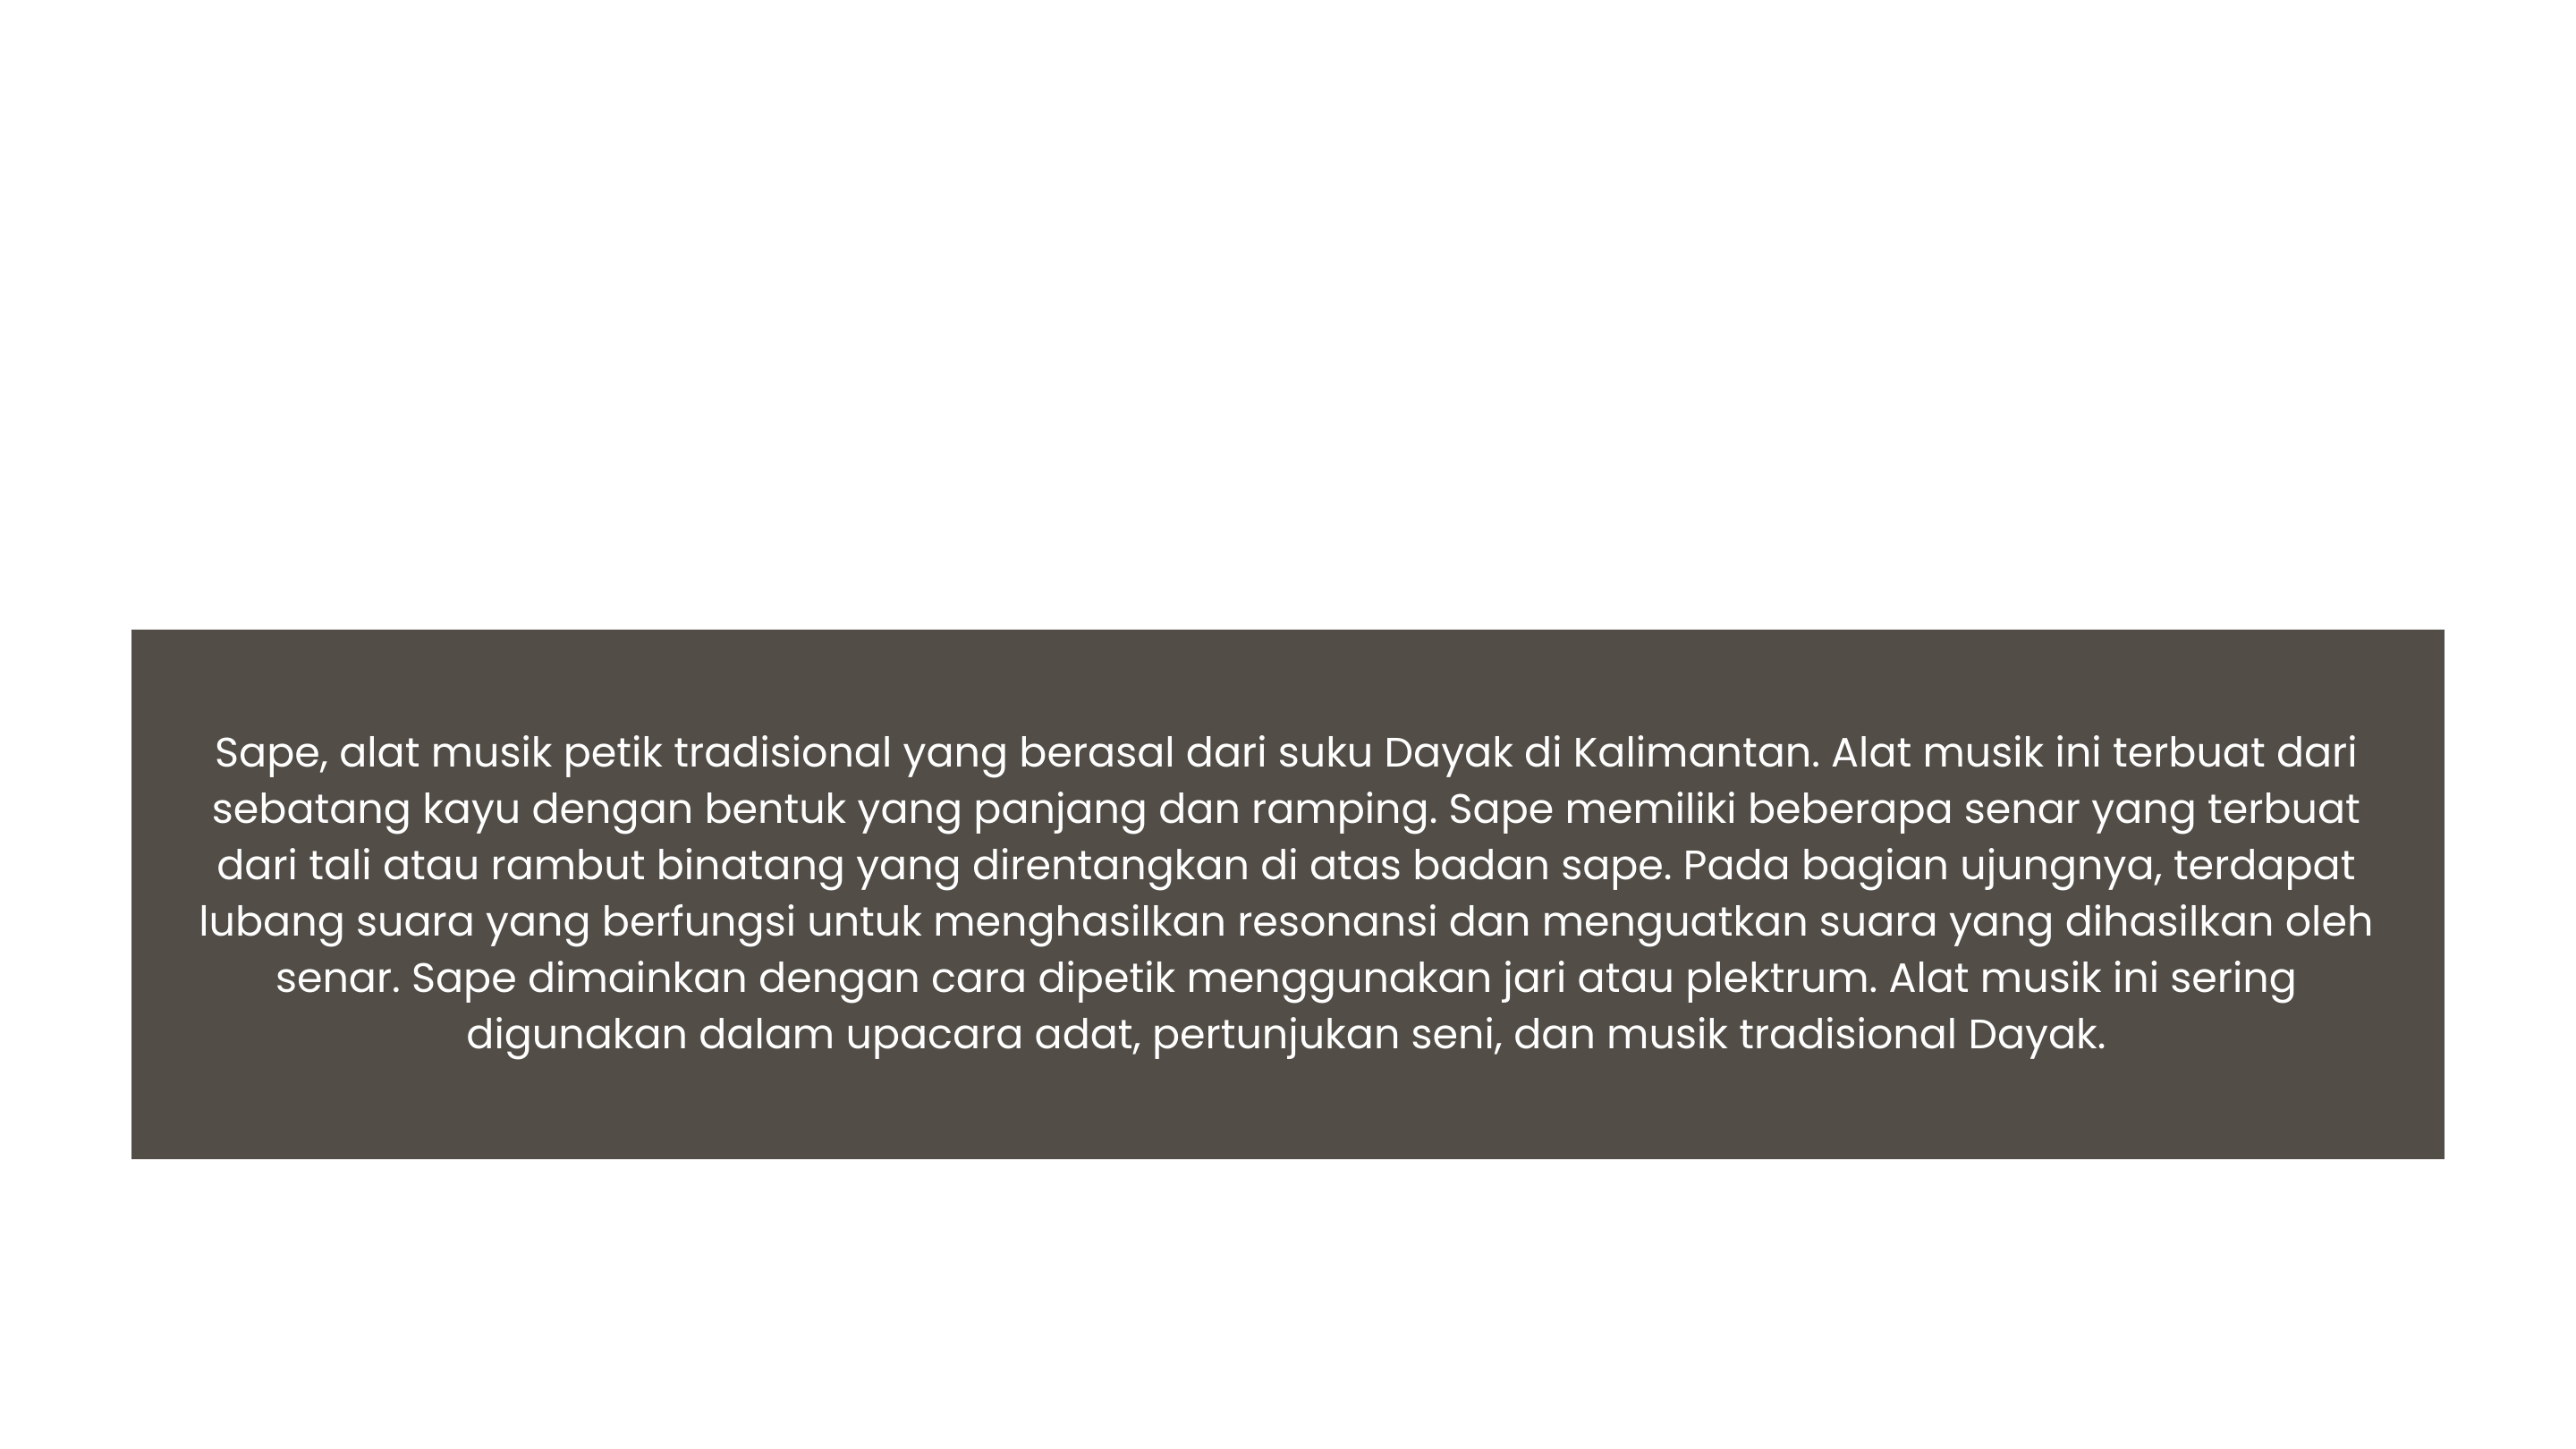 Sape, alat musik petik tradisional yang berasal dari suku Dayak di Kalimantan. Alat musik ini terbuat dari
sebatang kayu dengan bentuk yang panjang dan ramping. Sape memiliki beberapa senar yang terbuat
dari tali atau rambut binatang yang direntangkan di atas badan sape. Pada bagian ujungnya, terdapat
lubang suara yang berfungsi untuk menghasilkan resonansi dan menguatkan suara yang dihasilkan oleh
senar. Sape dimainkan dengan cara dipetik menggunakan jari atau plektrum. Alat musik ini sering
digunakan dalam upacara adat, pertunjukan seni, dan musik tradisional Dayak.